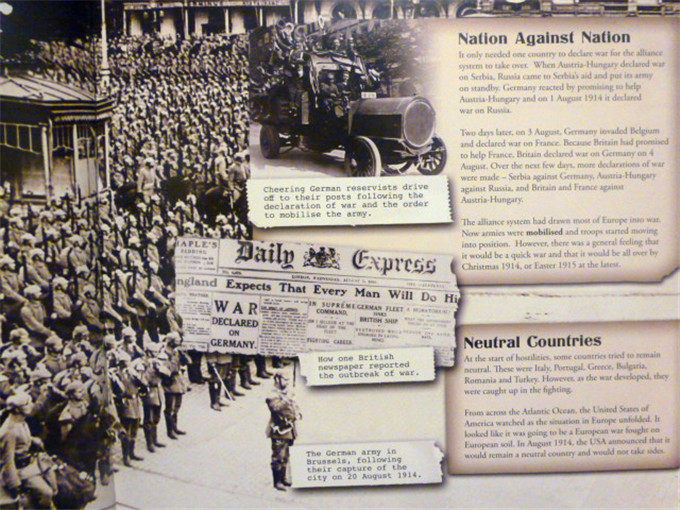 Nation Against Nation
It only needed one country to declare war for the alliance
system to take over. When Austria-Hungary declared war
on Serbia, Russia came to Serbia's aid and put its army
on standby. Germany reacted by promising to help
Austria-Hungary and on 1 August 1914 it declared
war on Russia.
Two days later, on 3 August, Germany invaded Belgium
and declared war on France. Because Britain had promised
to help France, Britain declared war on Germany on 4
August. Over the next few days, more declarations of war
were made – Serbia against Germany, Austria-Hungary
against Russia, and Britain and France against
Austria-Hungary.
The alliance system had drawn most of Europe into war.
Now armies were mobilised and troops started moving
into position. However, there was a general feeling that
it would be a quick war and that it would be all over by
Christmas 1914, or Easter 1915 at the latest.
Cheering German reservists drive
off to their posts following the
declaration of war and the order
to mobilise the army.
APLE'S
Daily Express
England Expects That Every Man Will Do Hi
WAR
DECLARED
ON
GERMANY.
IN SUPREME
COMMAND.
GERMAN FLEET
BRITISH SHIP
FIGHTING CAREER.
How one British
newspaper reported
the outbreak of war.
Neutral Countries
At the start of hostilities, some countries tried to remain
neutral. These were Italy, Portugal, Greece, Bulgaria,
Romania and Turkey. However, as the war developed, they
were caught up in the fighting.
From across the Atlantic Ocean, the United States of
America watched as the situation in Europe unfolded. It
looked like it was going to be a European war fought on
European soil. In August 1914, the USA announced that it
would remain a neutral country and would not take sides.
The German army in
Brussels, following
their capture of the
city on 20 August 1914.